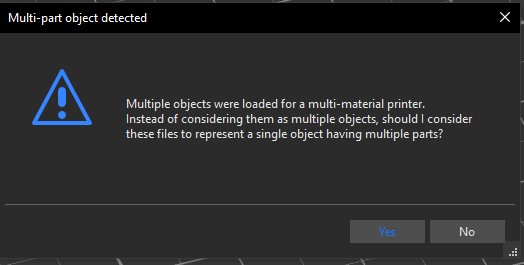 Multi-part object detected
Multiple objects were loaded for a multi-material printer.
Instead of considering them as multiple objects, should I consider
these files to represent a single object having multiple parts?
Yes
No